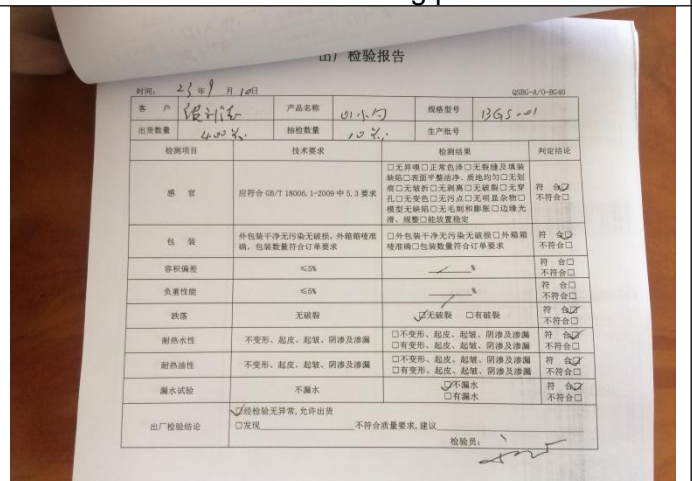 出厂检验报告
时间: 23年9月10日 QSBG-A/0-BG40
客 户 产品名称 规格型号 BGS-01
出货数量 400 抽检数量 10 生产批号
检测项目 技术要求 检测结果 判定结论
感 官 应符合 GB/T 18006.1-2009 中 5.3 要求
□无异嗅□正常色泽□无裂缝及填装
缺陷□表面平整洁净、质地均匀□无划
痕□无皱折□无剥离□无破裂□无穿
孔□无变色□无污点□无明显杂物□
模型无缺陷□无毛刺和膨胀□边缘光
滑、规整□能放置稳定
符 合☑
不符合□
包 装
外包装干净无污染无破损、外箱箱唛准
确,包装数量符合订单要求
□外包装干净无污染无破损□外箱箱
唛准确□包装数量符合订单要求
符 合☑
不符合□
容积偏差 ≤5% %
符 合□
不符合□
负重性能 ≤5% %
符 合□
不符合□
跌落 无破裂 ☑无破裂 □有破裂
符 合☑
不符合□
耐热水性 不变形、起皮、起皱、阴渗及渗漏
□不变形、起皮、起皱、阴渗及渗漏
□有变形、起皮、起皱、阴渗及渗漏
符 合☑
不符合□
耐热油性 不变形、起皮、起皱、阴渗及渗漏
□不变形、起皮、起皱、阴渗及渗漏
□有变形、起皮、起皱、阴渗及渗漏
符 合☑
不符合□
漏水试验 不漏水
☑不漏水
□有漏水
符 合☑
不符合□
出厂检验结论
☑经检验无异常,允许出货
□发现 不符合质量要求,建议
检验员: